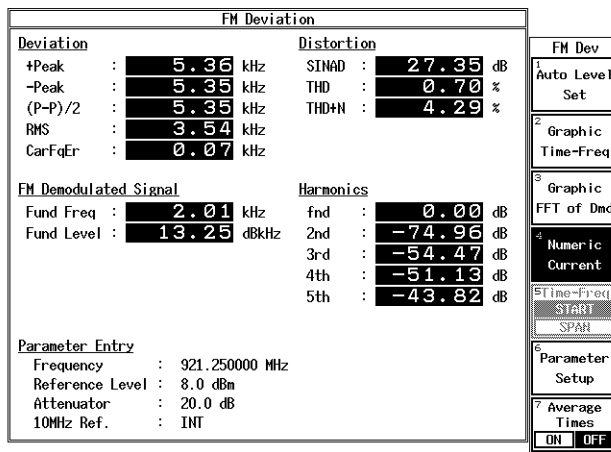 FM Deviation
Deviation
+Peak : 5.36 kHz
-Peak : 5.35 kHz
(P-P)/2 : 5.35 kHz
RMS : 3.54 kHz
CarFqEr : 0.07 kHz
Distortion
SINAD : 27.35 dB
THD : 0.70 %
THD+N : 4.29 %
FM Demodulated Signal
Fund Freq : 2.01 kHz
Fund Level : 13.25 dBkHz
Harmonics
fnd : 0.00 dB
2nd : -74.96 dB
3rd : -54.47 dB
4th : -51.13 dB
5th : -43.82 dB
Parameter Entry
Frequency : 921.250000 MHz
Reference Level : 8.0 dBm
Attenuator : 20.0 dB
10MHz Ref. : INT
FM Dev
1 Auto Level
Set
2 Graphic
Time-Freq
3 Graphic
FFT of Dmd
4 Numeric
Current
5 Time-Freq
START
SPAN
6 Parameter
Setup
7 Average
Times
ON OFF